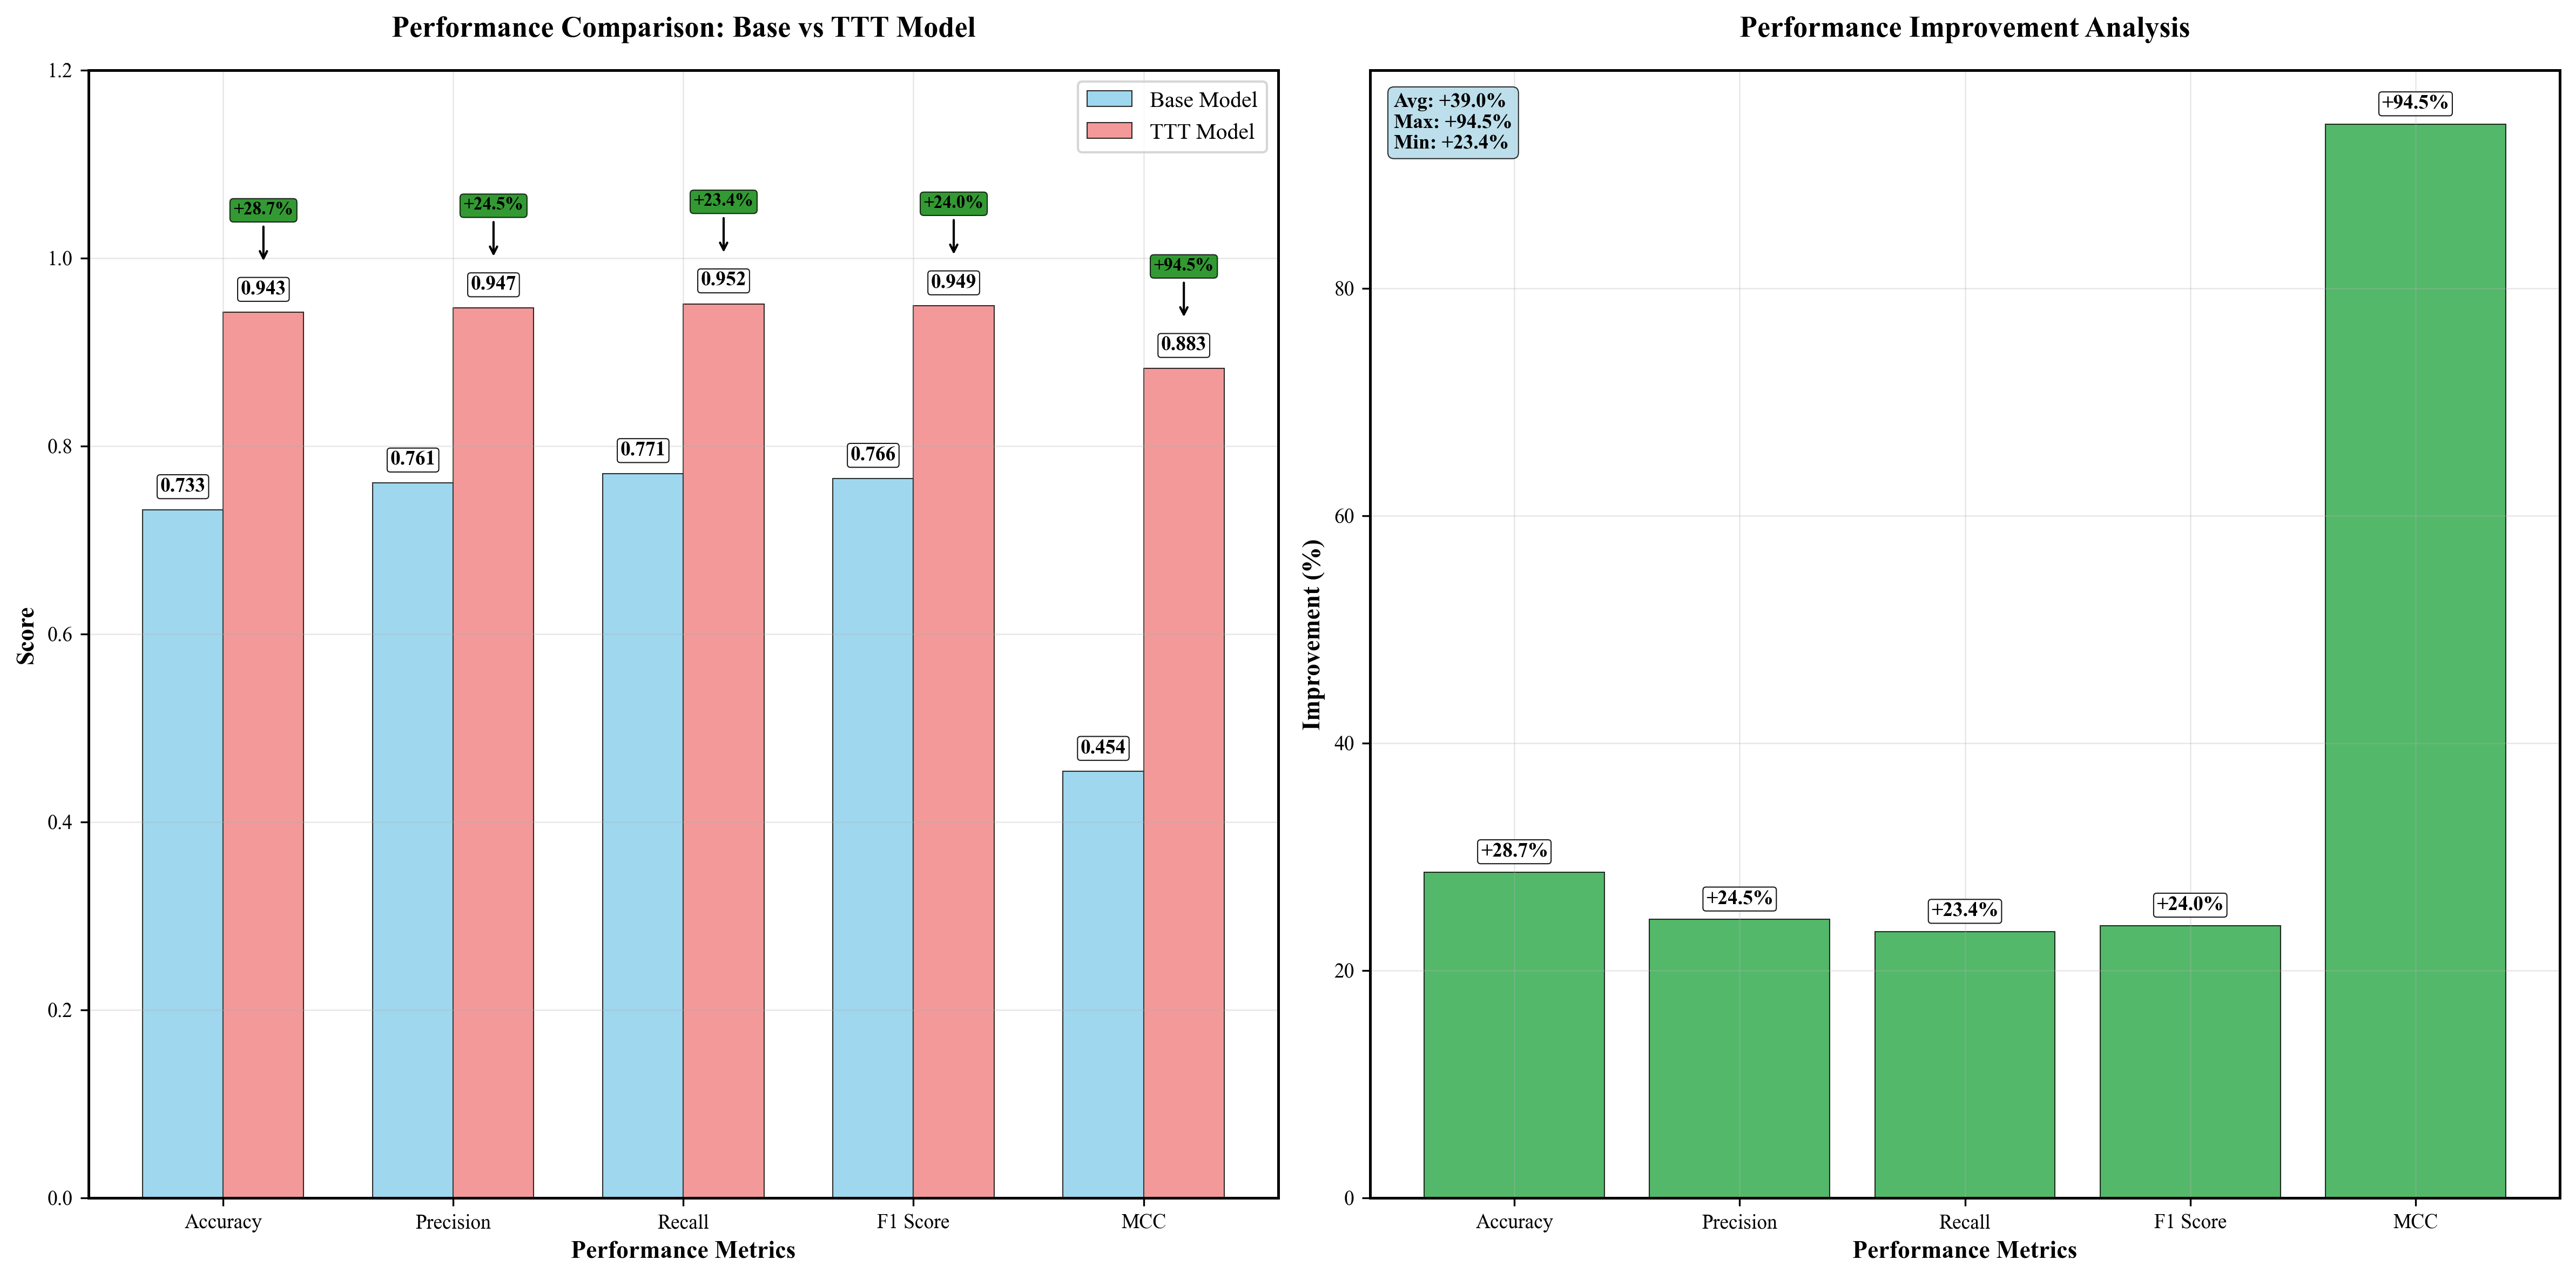 Performance Comparison: Base vs TTT Model
1.2
1.0
0.8
0.6
0.4
0.2
0.0
Score
Base Model
TTT Model
+28.7%
+24.5%
+23.4%
+24.0%
+94.5%
0.943
0.947
0.952
0.949
0.883
0.733
0.761
0.771
0.766
0.454
Accuracy
Precision
Recall
F1 Score
MCC
Performance Metrics
Performance Improvement Analysis
Avg: +39.0%
Max: +94.5%
Min: +23.4%
80
60
40
20
0
Improvement (%)
+28.7%
+24.5%
+23.4%
+24.0%
+94.5%
Accuracy
Precision
Recall
F1 Score
MCC
Performance Metrics